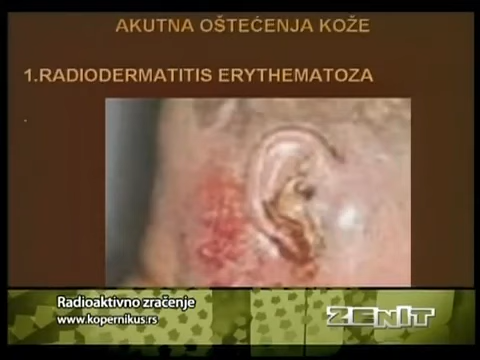 AKUTNA OŠTEĆENJA KOŽE
1.RADIODERMATITIS ERYTHEMATOZA
Radioaktivno zračenje
www.kopernikus.rs
ZENIT